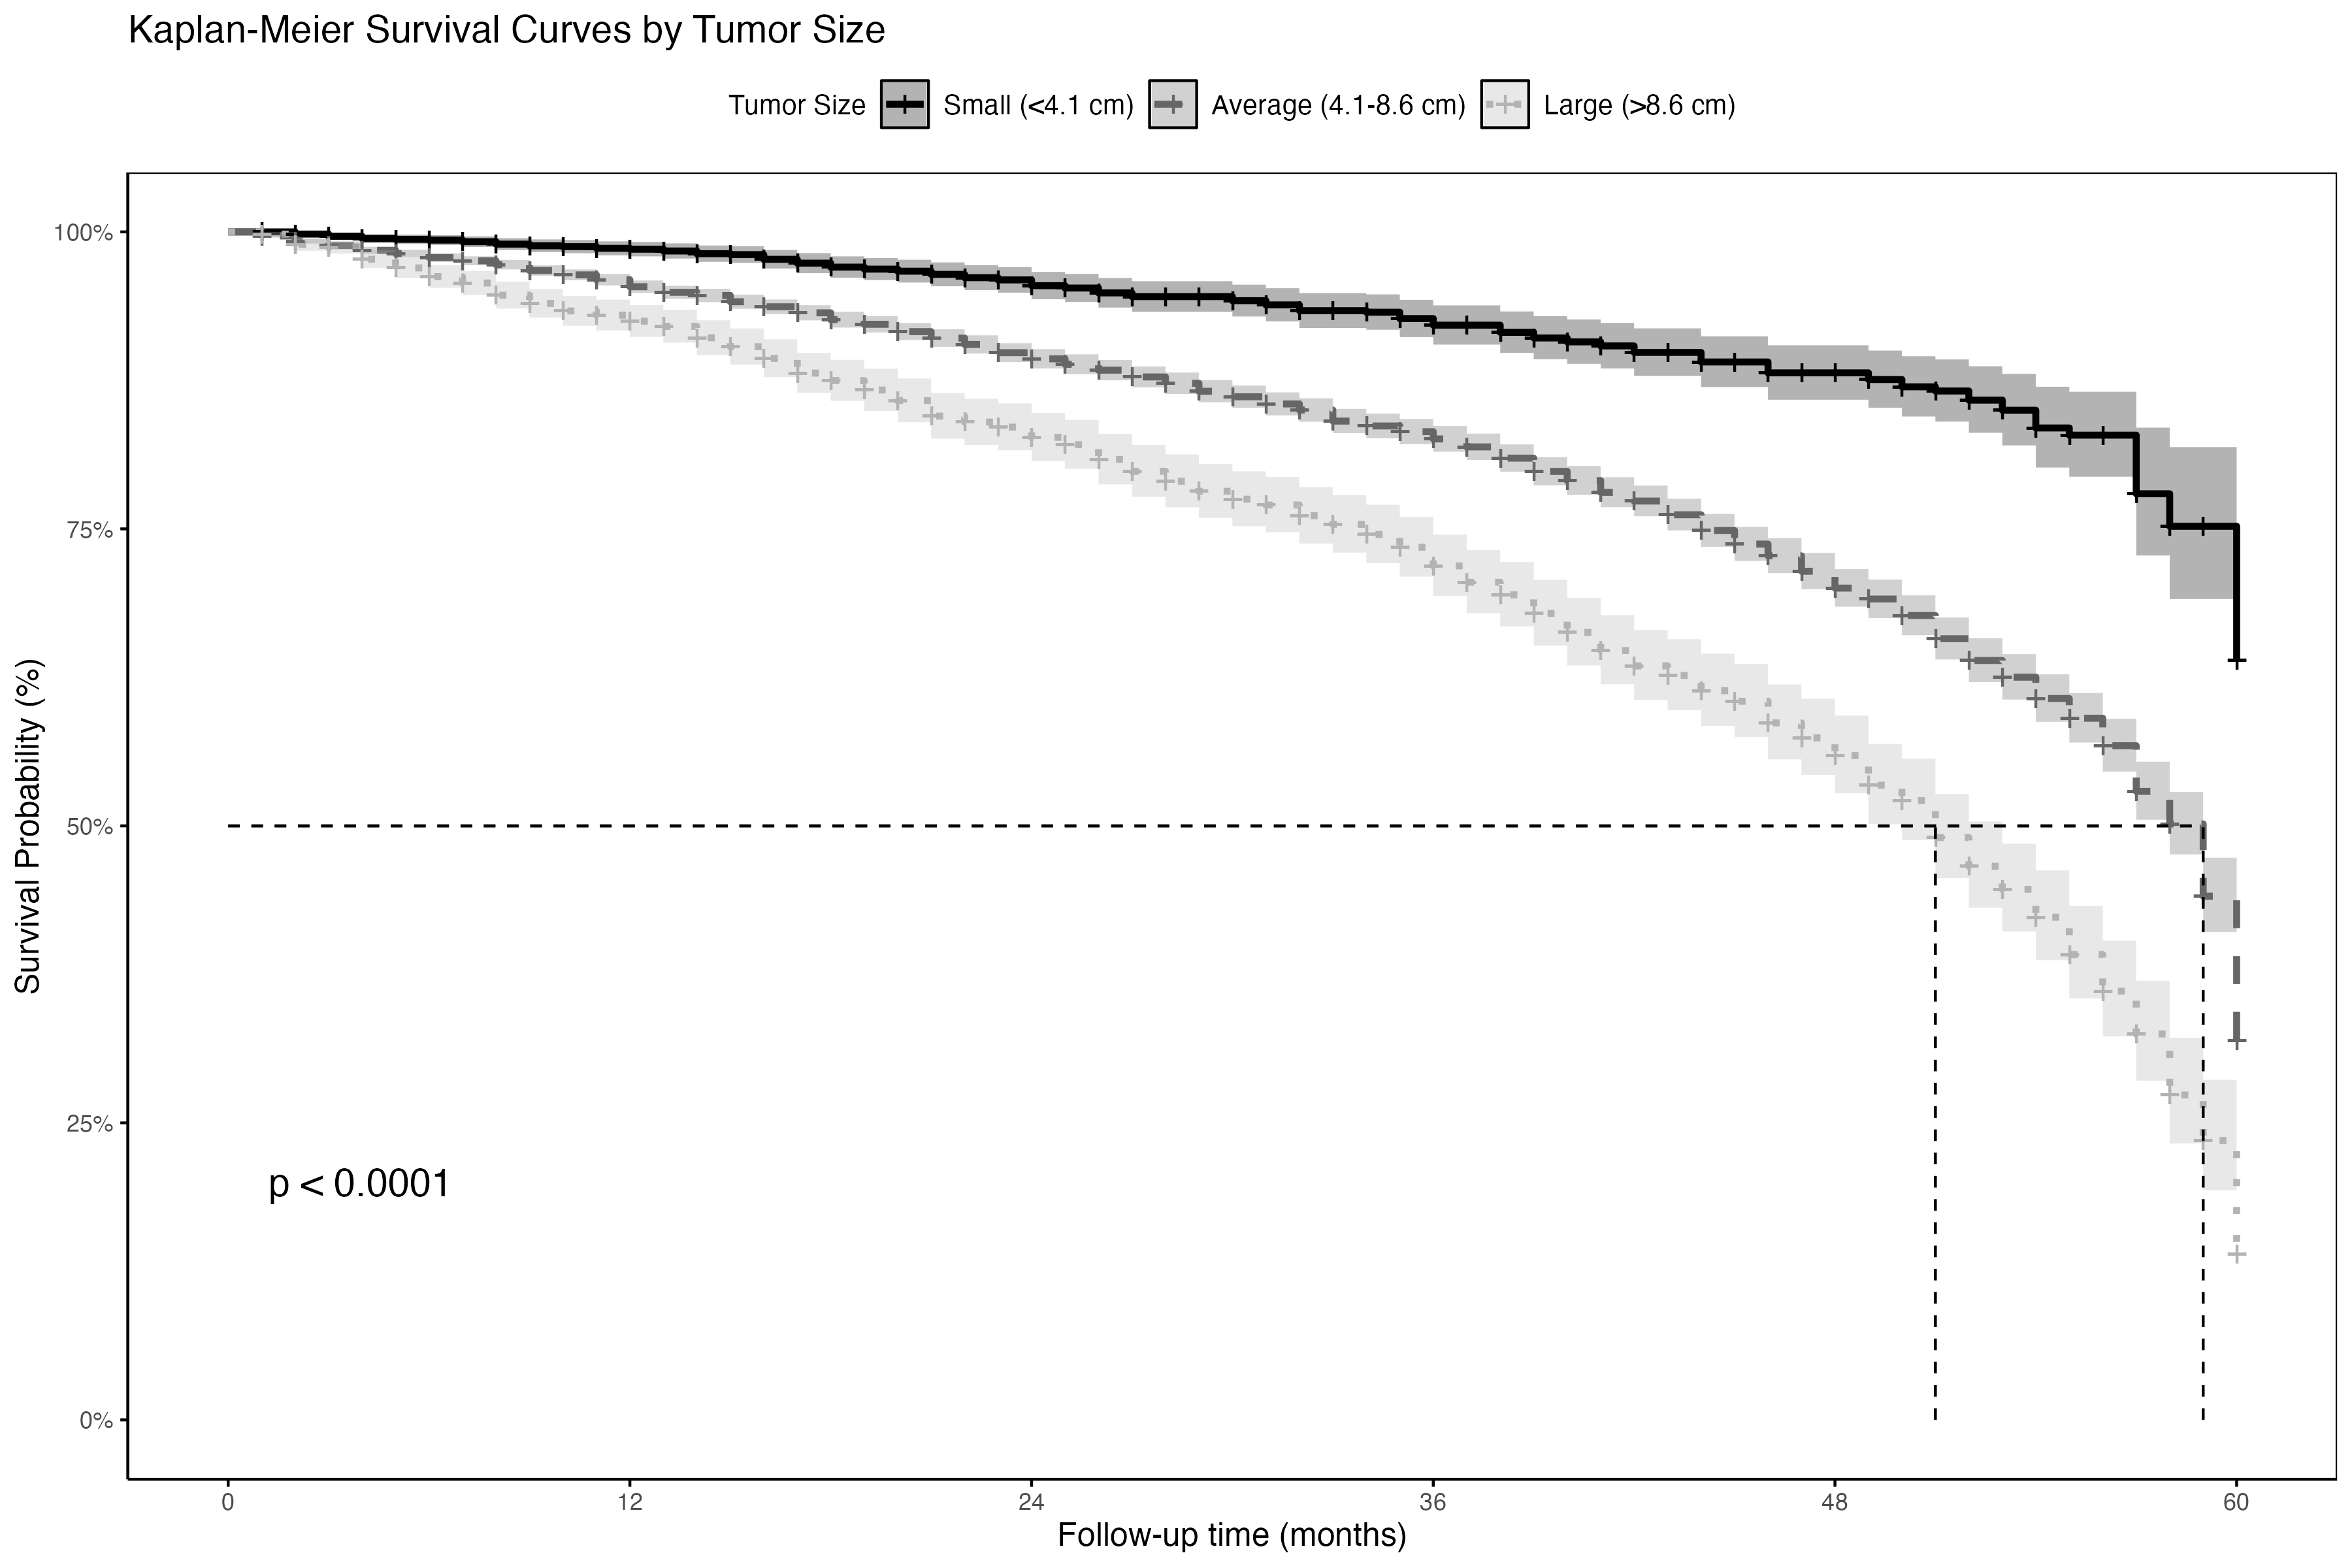 Kaplan-Meier Survival Curves by Tumor Size
Tumor Size Small (<4.1 cm) Average (4.1-8.6 cm) Large (>8.6 cm)
Survival Probability (%)
100%
75%
50%
25%
0%
p < 0.0001
0 12 24 36 48 60
Follow-up time (months)